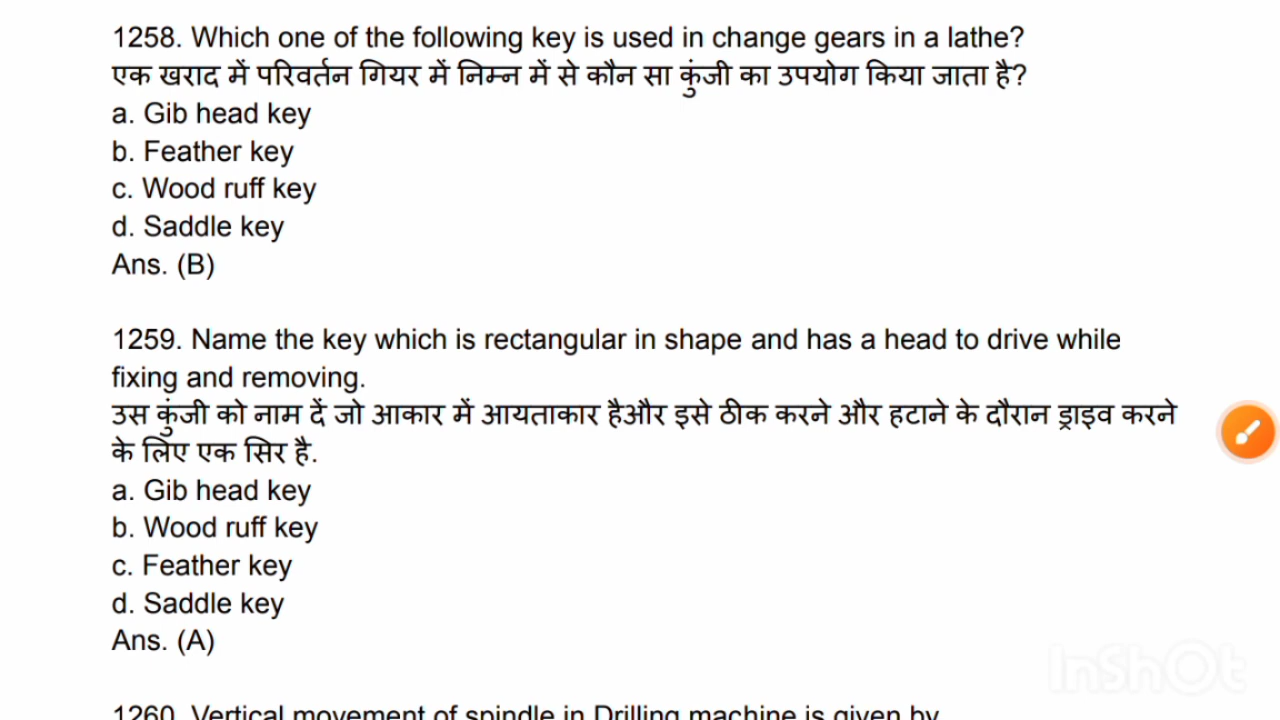 1258. Which one of the following key is used in change gears in a lathe?
एक खराद में परिवर्तन गियर में निम्न में से कौन सा कुंजी का उपयोग किया जाता है?
a. Gib head key
b. Feather key
c. Wood ruff key
d. Saddle key
Ans. (B)
1259. Name the key which is rectangular in shape and has a head to drive while
fixing and removing.
उस कुंजी को नाम दें जो आकार में आयताकार हैऔर इसे ठीक करने और हटाने के दौरान ड्राइव करने
के लिए एक सिर है.
a. Gib head key
b. Wood ruff key
c. Feather key
d. Saddle key
Ans. (A)
1260. Vertical movement of spindle in Drilling machine is given by
InShOt